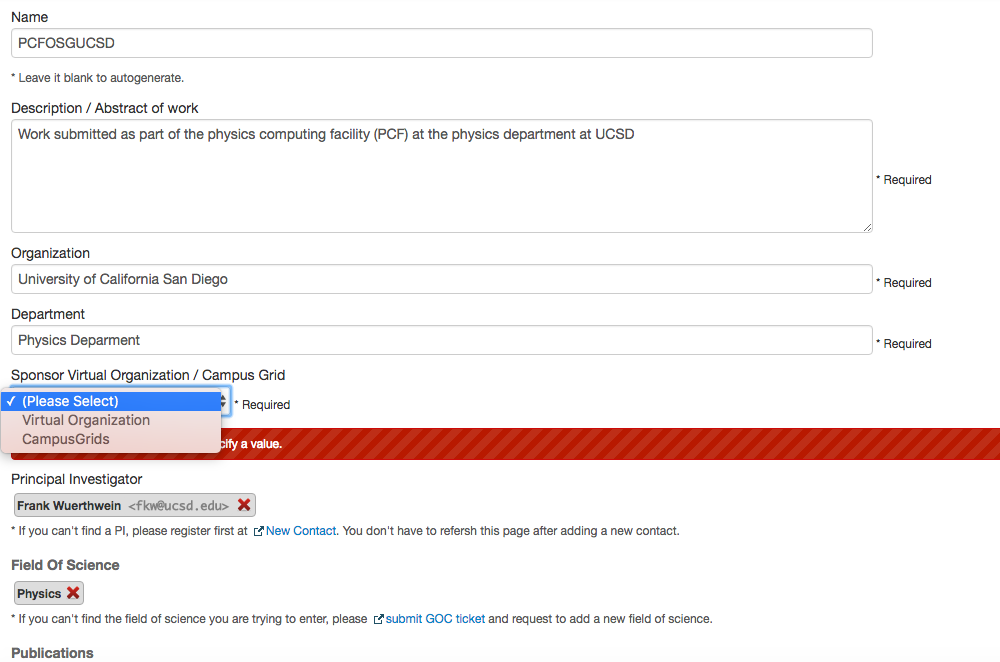 Name
PCFOSGUCSD
* Leave it blank to autogenerate.
Description / Abstract of work
Work submitted as part of the physics computing facility (PCF) at the physics department at UCSD
* Required
Organization
University of California San Diego
* Required
Department
Physics Deparment
* Required
Sponsor Virtual Organization / Campus Grid
✓ (Please Select)
* Required
Virtual Organization
CampusGrids
cify a value.
Principal Investigator
Frank Wuerthwein <fkw@ucsd.edu>
* If you can't find a PI, please register first at New Contact. You don't have to refersh this page after adding a new contact.
Field Of Science
Physics
* If you can't find the field of science you are trying to enter, please submit GOC ticket and request to add a new field of science.
Publications